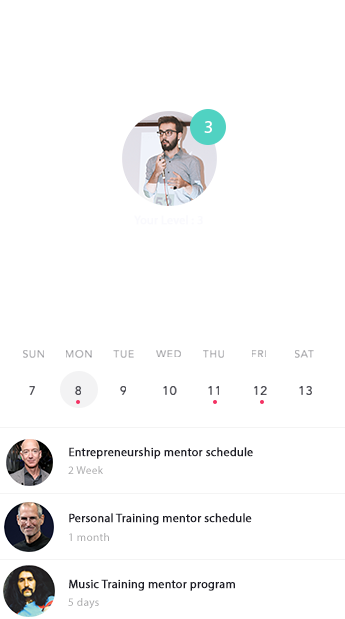 3
Your Level - 3
SUN MON TUE WED THU FRI SAT
7 8 9 10 11 12 13
Entrepreneurship mentor schedule
2 Week
Personal Training mentor schedule
1 month
Music Training mentor program
5 days